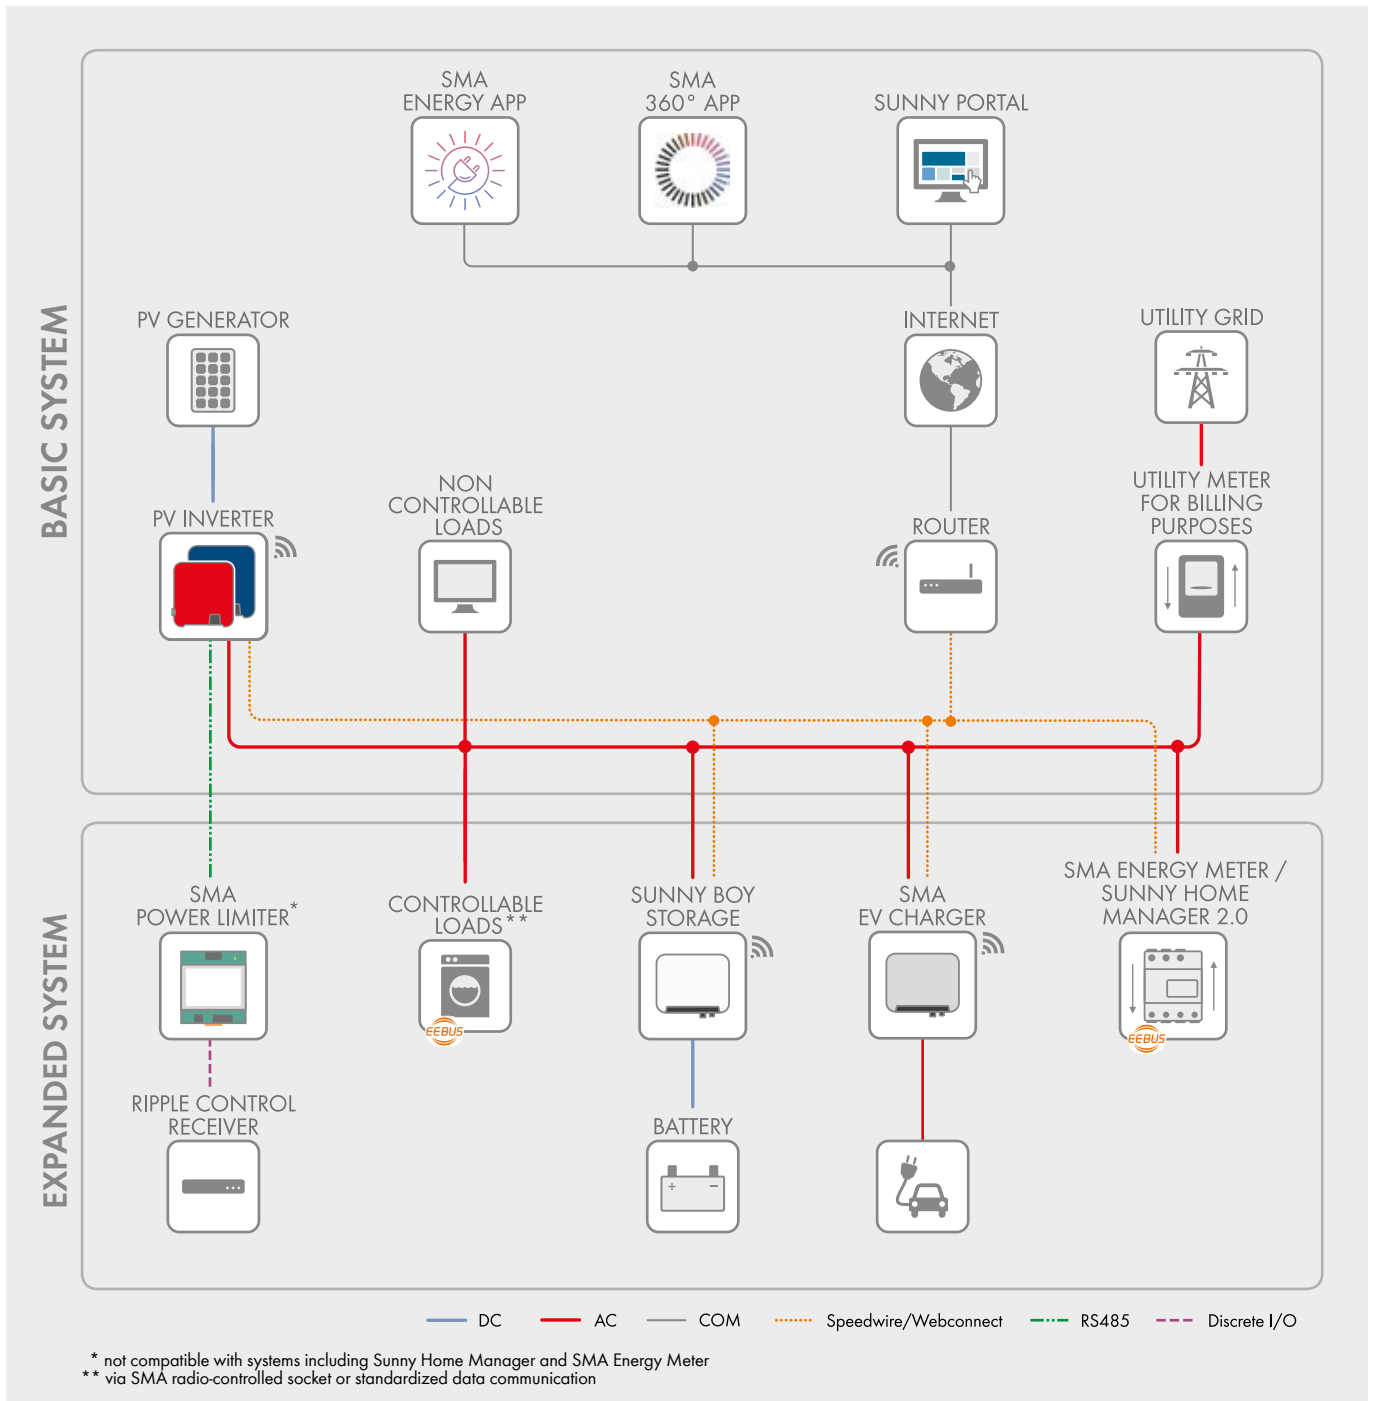 SMA
ENERGY APP
SMA
360° APP
SUNNY PORTAL
BASIC SYSTEM
PV GENERATOR
INTERNET
UTILITY GRID
PV INVERTER
NON
CONTROLLABLE
LOADS
ROUTER
UTILITY METER
FOR BILLING
PURPOSES
EXPANDED SYSTEM
SMA
POWER LIMITER*
CONTROLLABLE
LOADS**
EEBUS
SUNNY BOY
STORAGE
SMA
EV CHARGER
SMA ENERGY METER /
SUNNY HOME
MANAGER 2.0
EEBUS
RIPPLE CONTROL
RECEIVER
BATTERY
+ −
DC AC COM Speedwire/Webconnect RS485 Discrete I/O
* not compatible with systems including Sunny Home Manager and SMA Energy Meter
** via SMA radio-controlled socket or standardized data communication